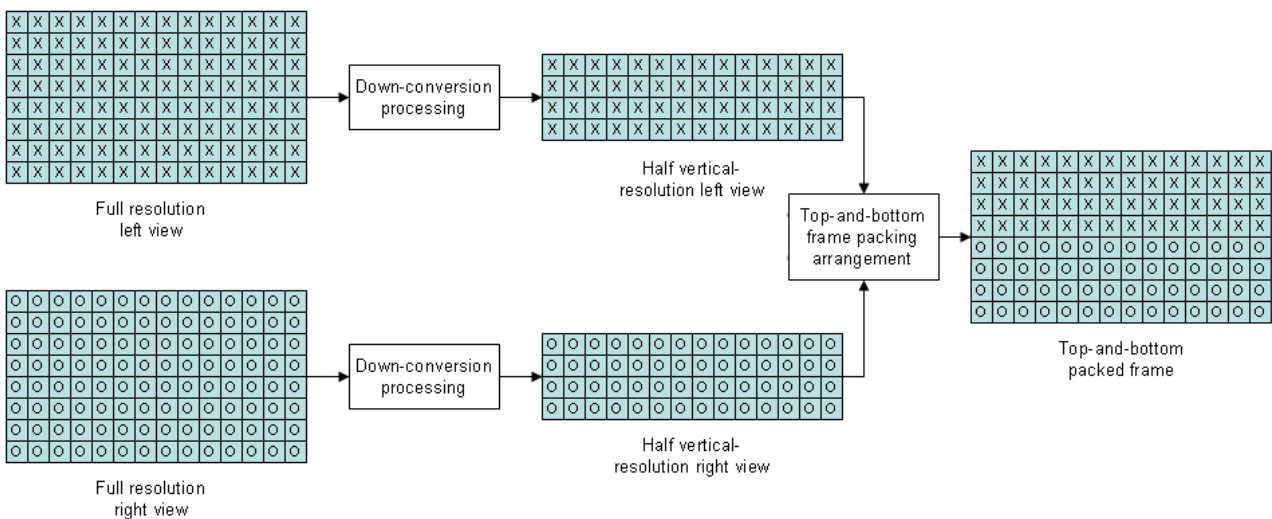 X X X X X X X X X X X X X X
X X X X X X X X X X X X X X
X X X X X X X X X X X X X X
X X X X X X X X X X X X X X
X X X X X X X X X X X X X X
X X X X X X X X X X X X X X
X X X X X X X X X X X X X X
X X X X X X X X X X X X X X
Full resolution
left view
Down-conversion
processing
X X X X X X X X X X X X X X
X X X X X X X X X X X X X X
X X X X X X X X X X X X X X
X X X X X X X X X X X X X X
Half vertical-
resolution left view
O O O O O O O O O O O O O O
O O O O O O O O O O O O O O
O O O O O O O O O O O O O O
O O O O O O O O O O O O O O
O O O O O O O O O O O O O O
O O O O O O O O O O O O O O
O O O O O O O O O O O O O O
O O O O O O O O O O O O O O
Full resolution
right view
Down-conversion
processing
O O O O O O O O O O O O O O
O O O O O O O O O O O O O O
O O O O O O O O O O O O O O
O O O O O O O O O O O O O O
Half vertical-
resolution right view
Top-and-bottom
frame packing
arrangement
X X X X X X X X X X X X X X
X X X X X X X X X X X X X X
X X X X X X X X X X X X X X
X X X X X X X X X X X X X X
O O O O O O O O O O O O O O
O O O O O O O O O O O O O O
O O O O O O O O O O O O O O
O O O O O O O O O O O O O O
Top-and-bottom
packed frame